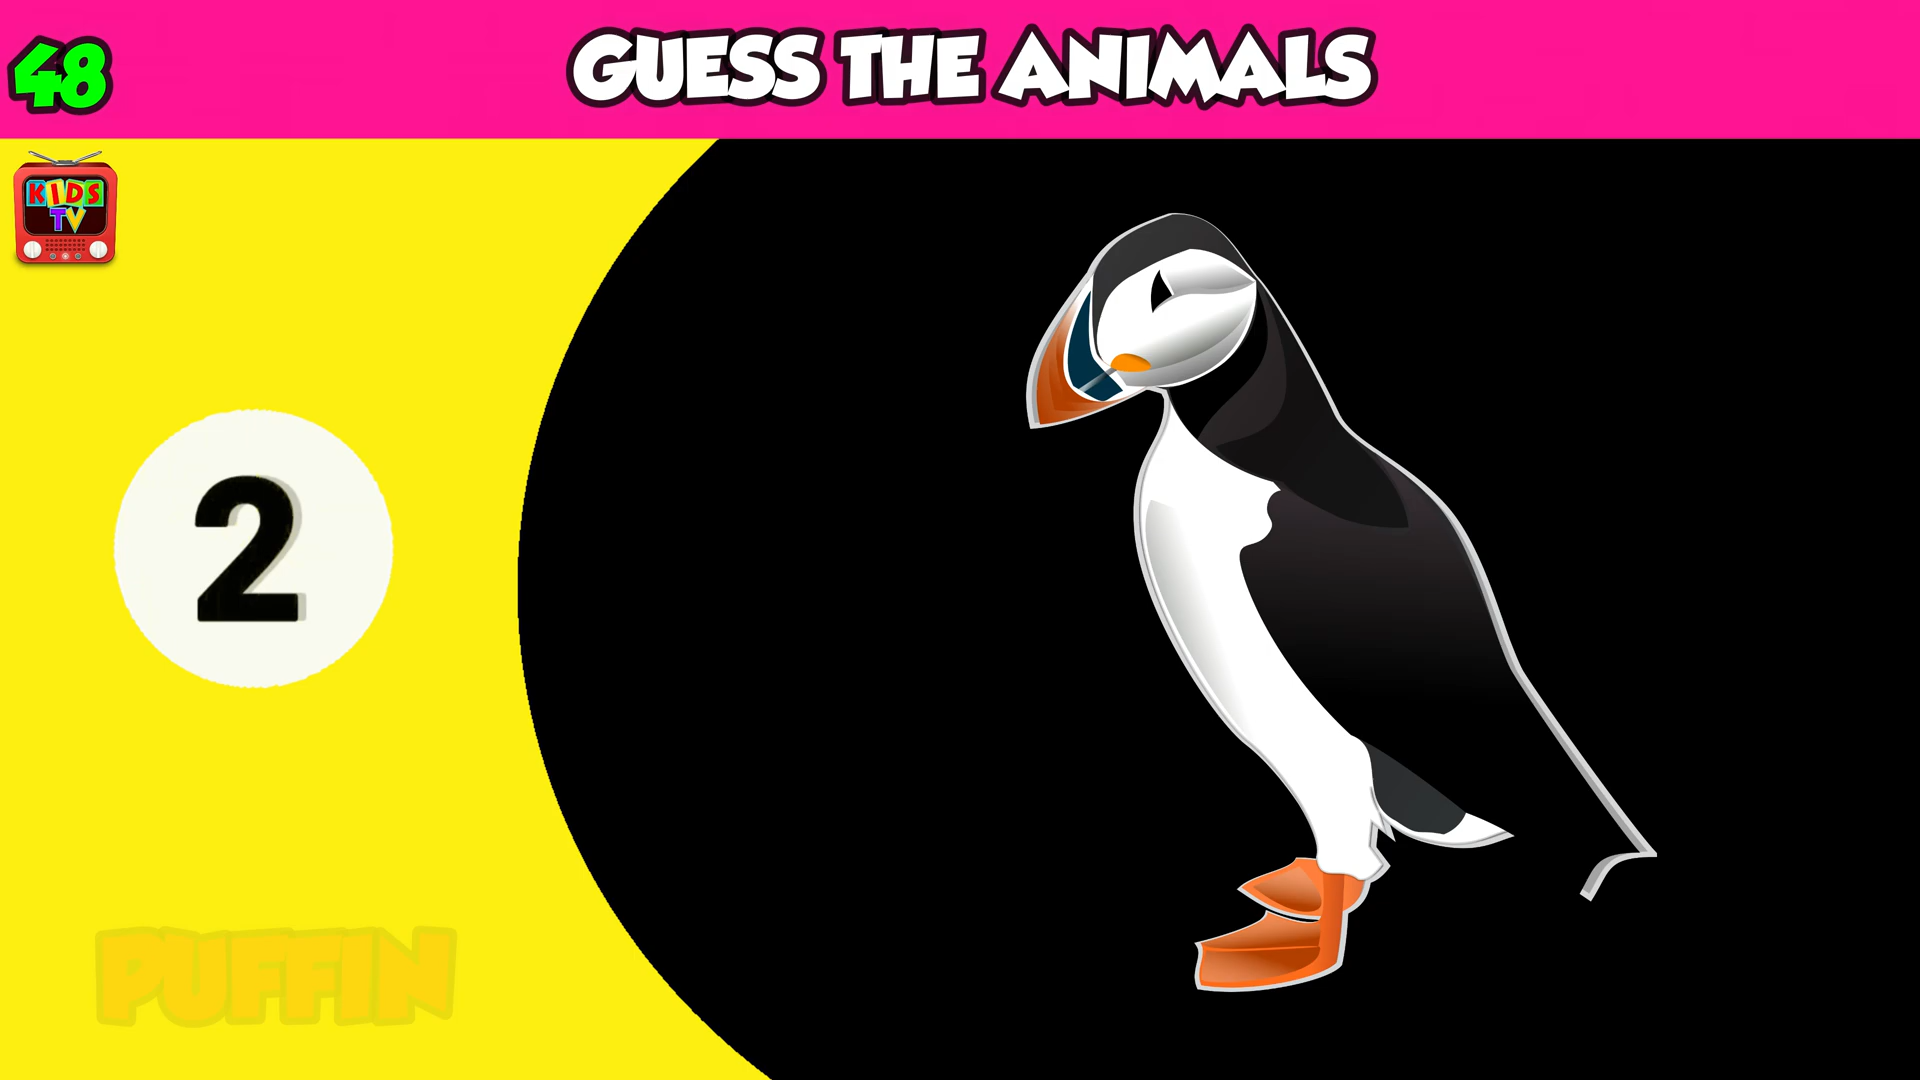 48
GUESS THE ANIMALS
KIDS
TV
2
PUFFIN